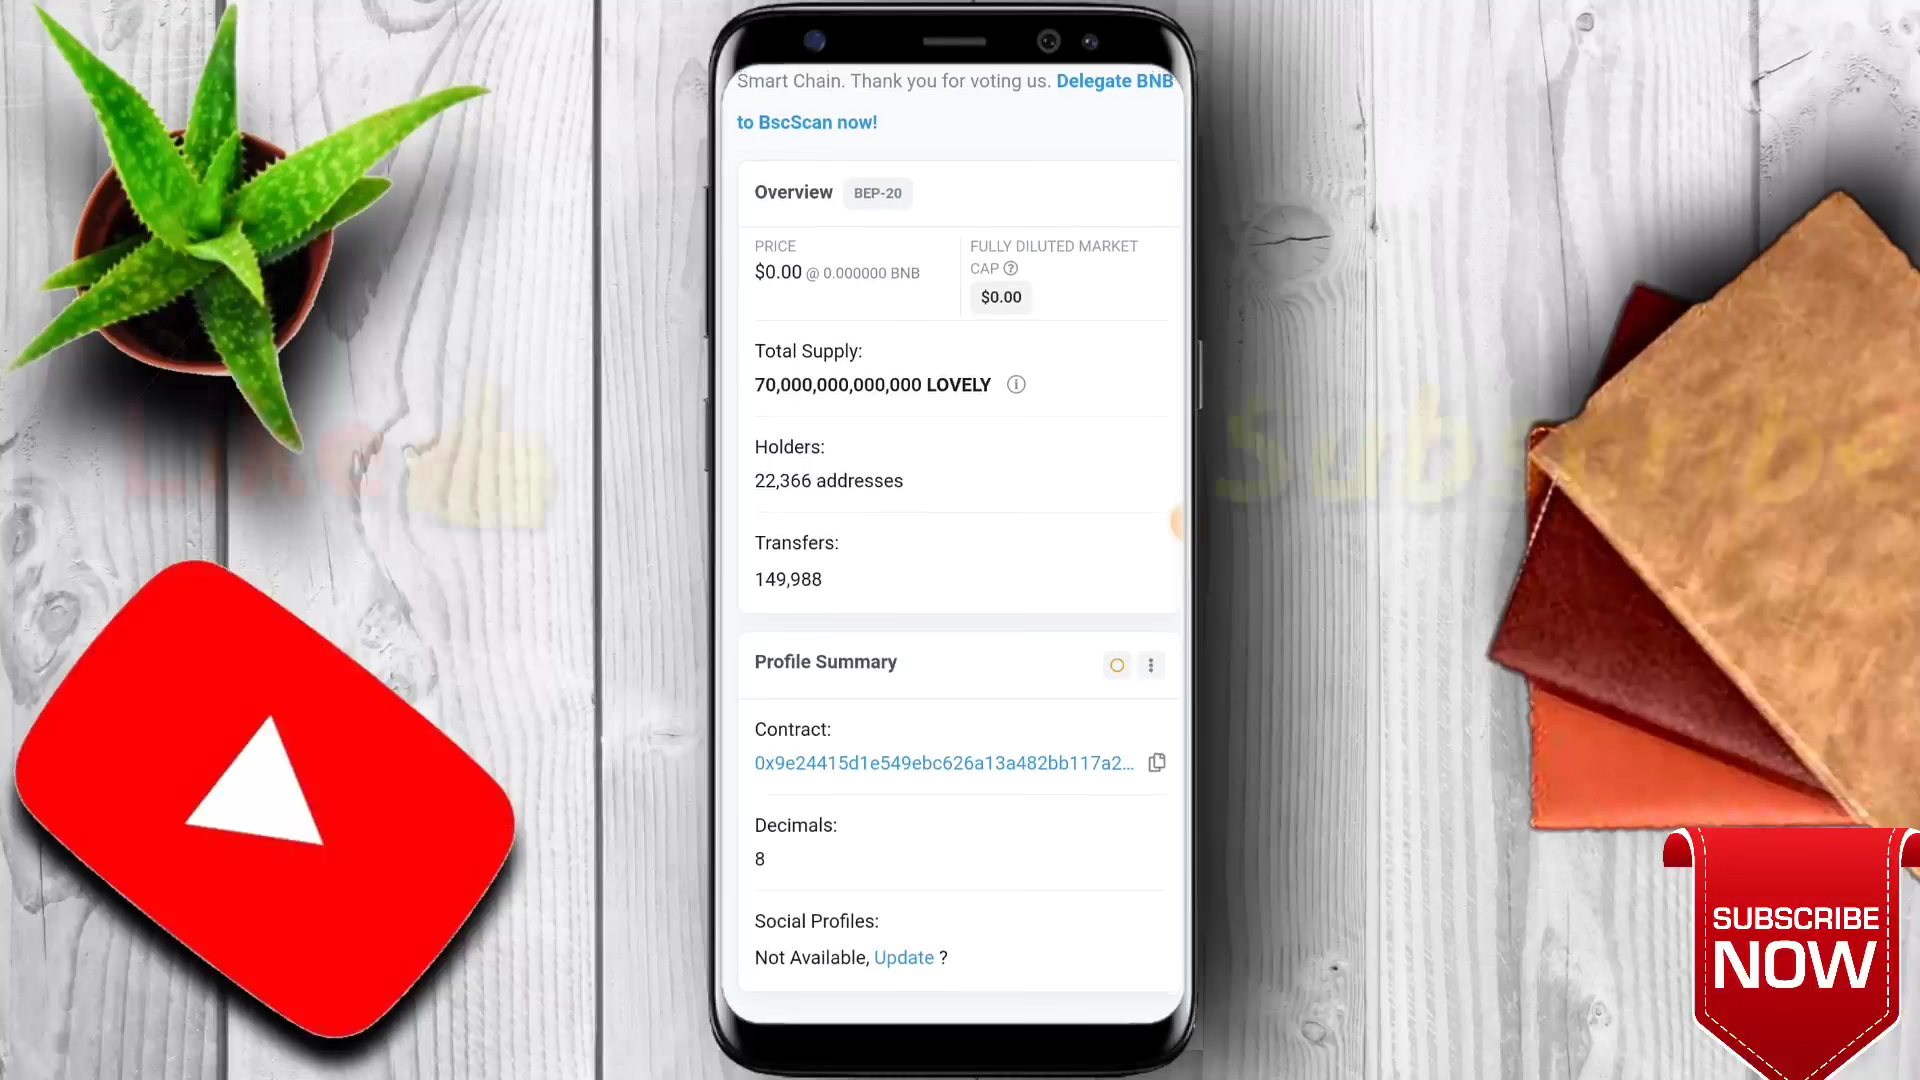 Smart Chain. Thank you for voting us. Delegate BNB
to BscScan now!
Overview BEP-20
PRICE
$0.00 @ 0.000000 BNB
FULLY DILUTED MARKET
CAP
$0.00
Total Supply:
70,000,000,000,000 LOVELY
Holders:
22,366 addresses
Transfers:
149,988
Profile Summary
Contract:
0x9e24415d1e549ebc626a13a482bb117a2...
Decimals:
8
Social Profiles:
Not Available, Update ?
Like
Subscribe
SUBSCRIBE
NOW